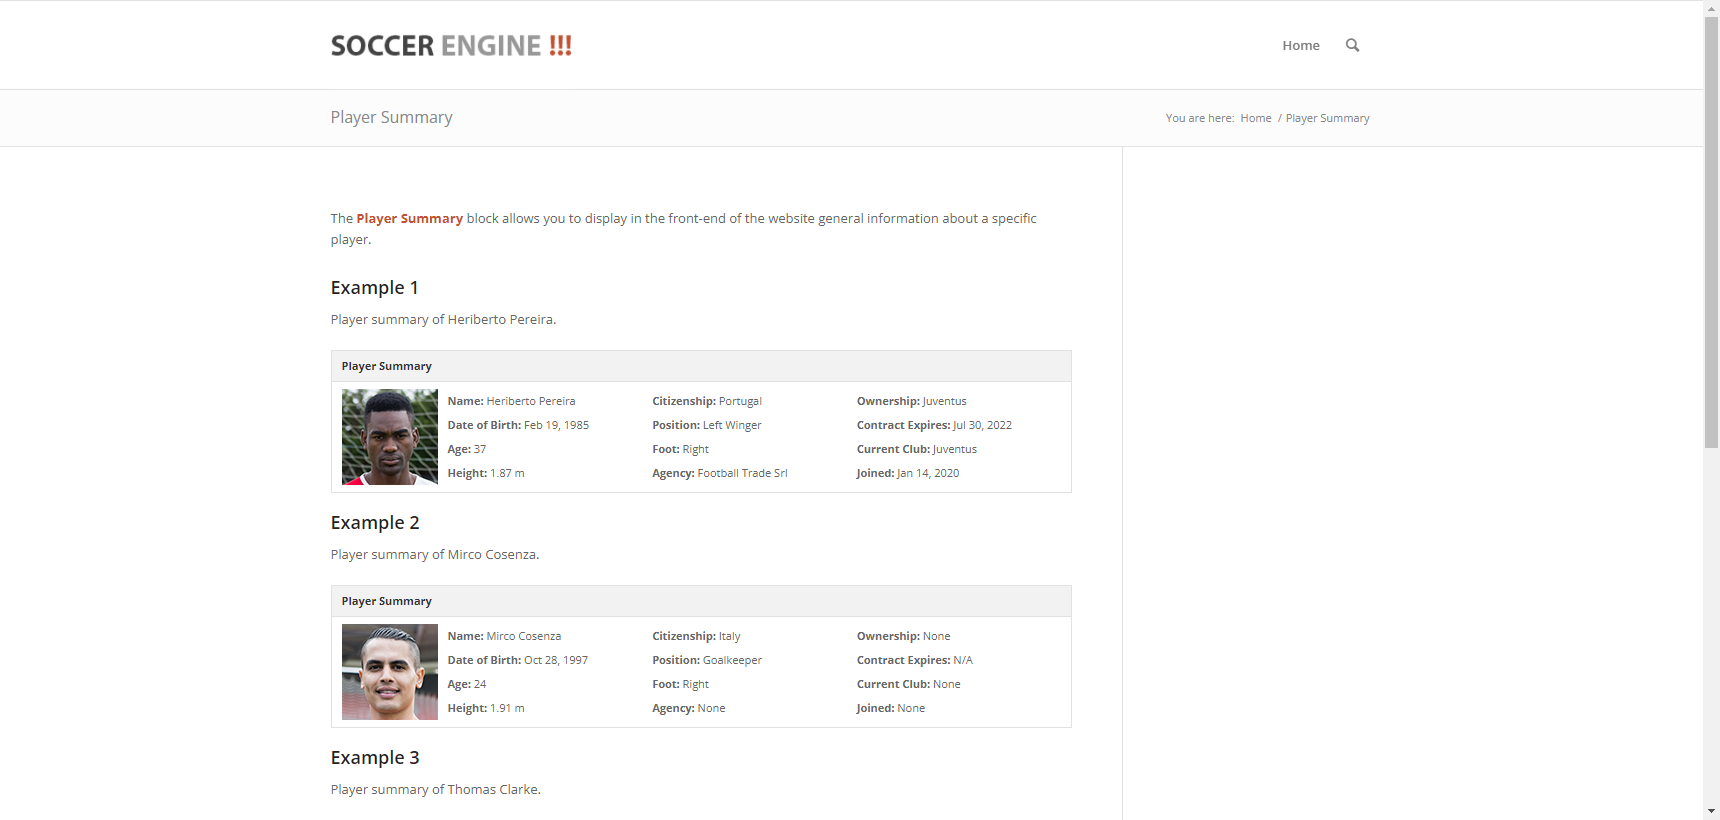 SOCCER ENGINE !!!
Home
Player Summary
You are here: Home / Player Summary
The Player Summary block allows you to display in the front-end of the website general information about a specific
player.
Example 1
Player summary of Heriberto Pereira.
Player Summary
Name: Heriberto Pereira
Date of Birth: Feb 19, 1985
Age: 37
Height: 1.87 m
Citizenship: Portugal
Position: Left Winger
Foot: Right
Agency: Football Trade Srl
Ownership: Juventus
Contract Expires: Jul 30, 2022
Current Club: Juventus
Joined: Jan 14, 2020
Example 2
Player summary of Mirco Cosenza.
Player Summary
Name: Mirco Cosenza
Date of Birth: Oct 28, 1997
Age: 24
Height: 1.91 m
Citizenship: Italy
Position: Goalkeeper
Foot: Right
Agency: None
Ownership: None
Contract Expires: N/A
Current Club: None
Joined: None
Example 3
Player summary of Thomas Clarke.